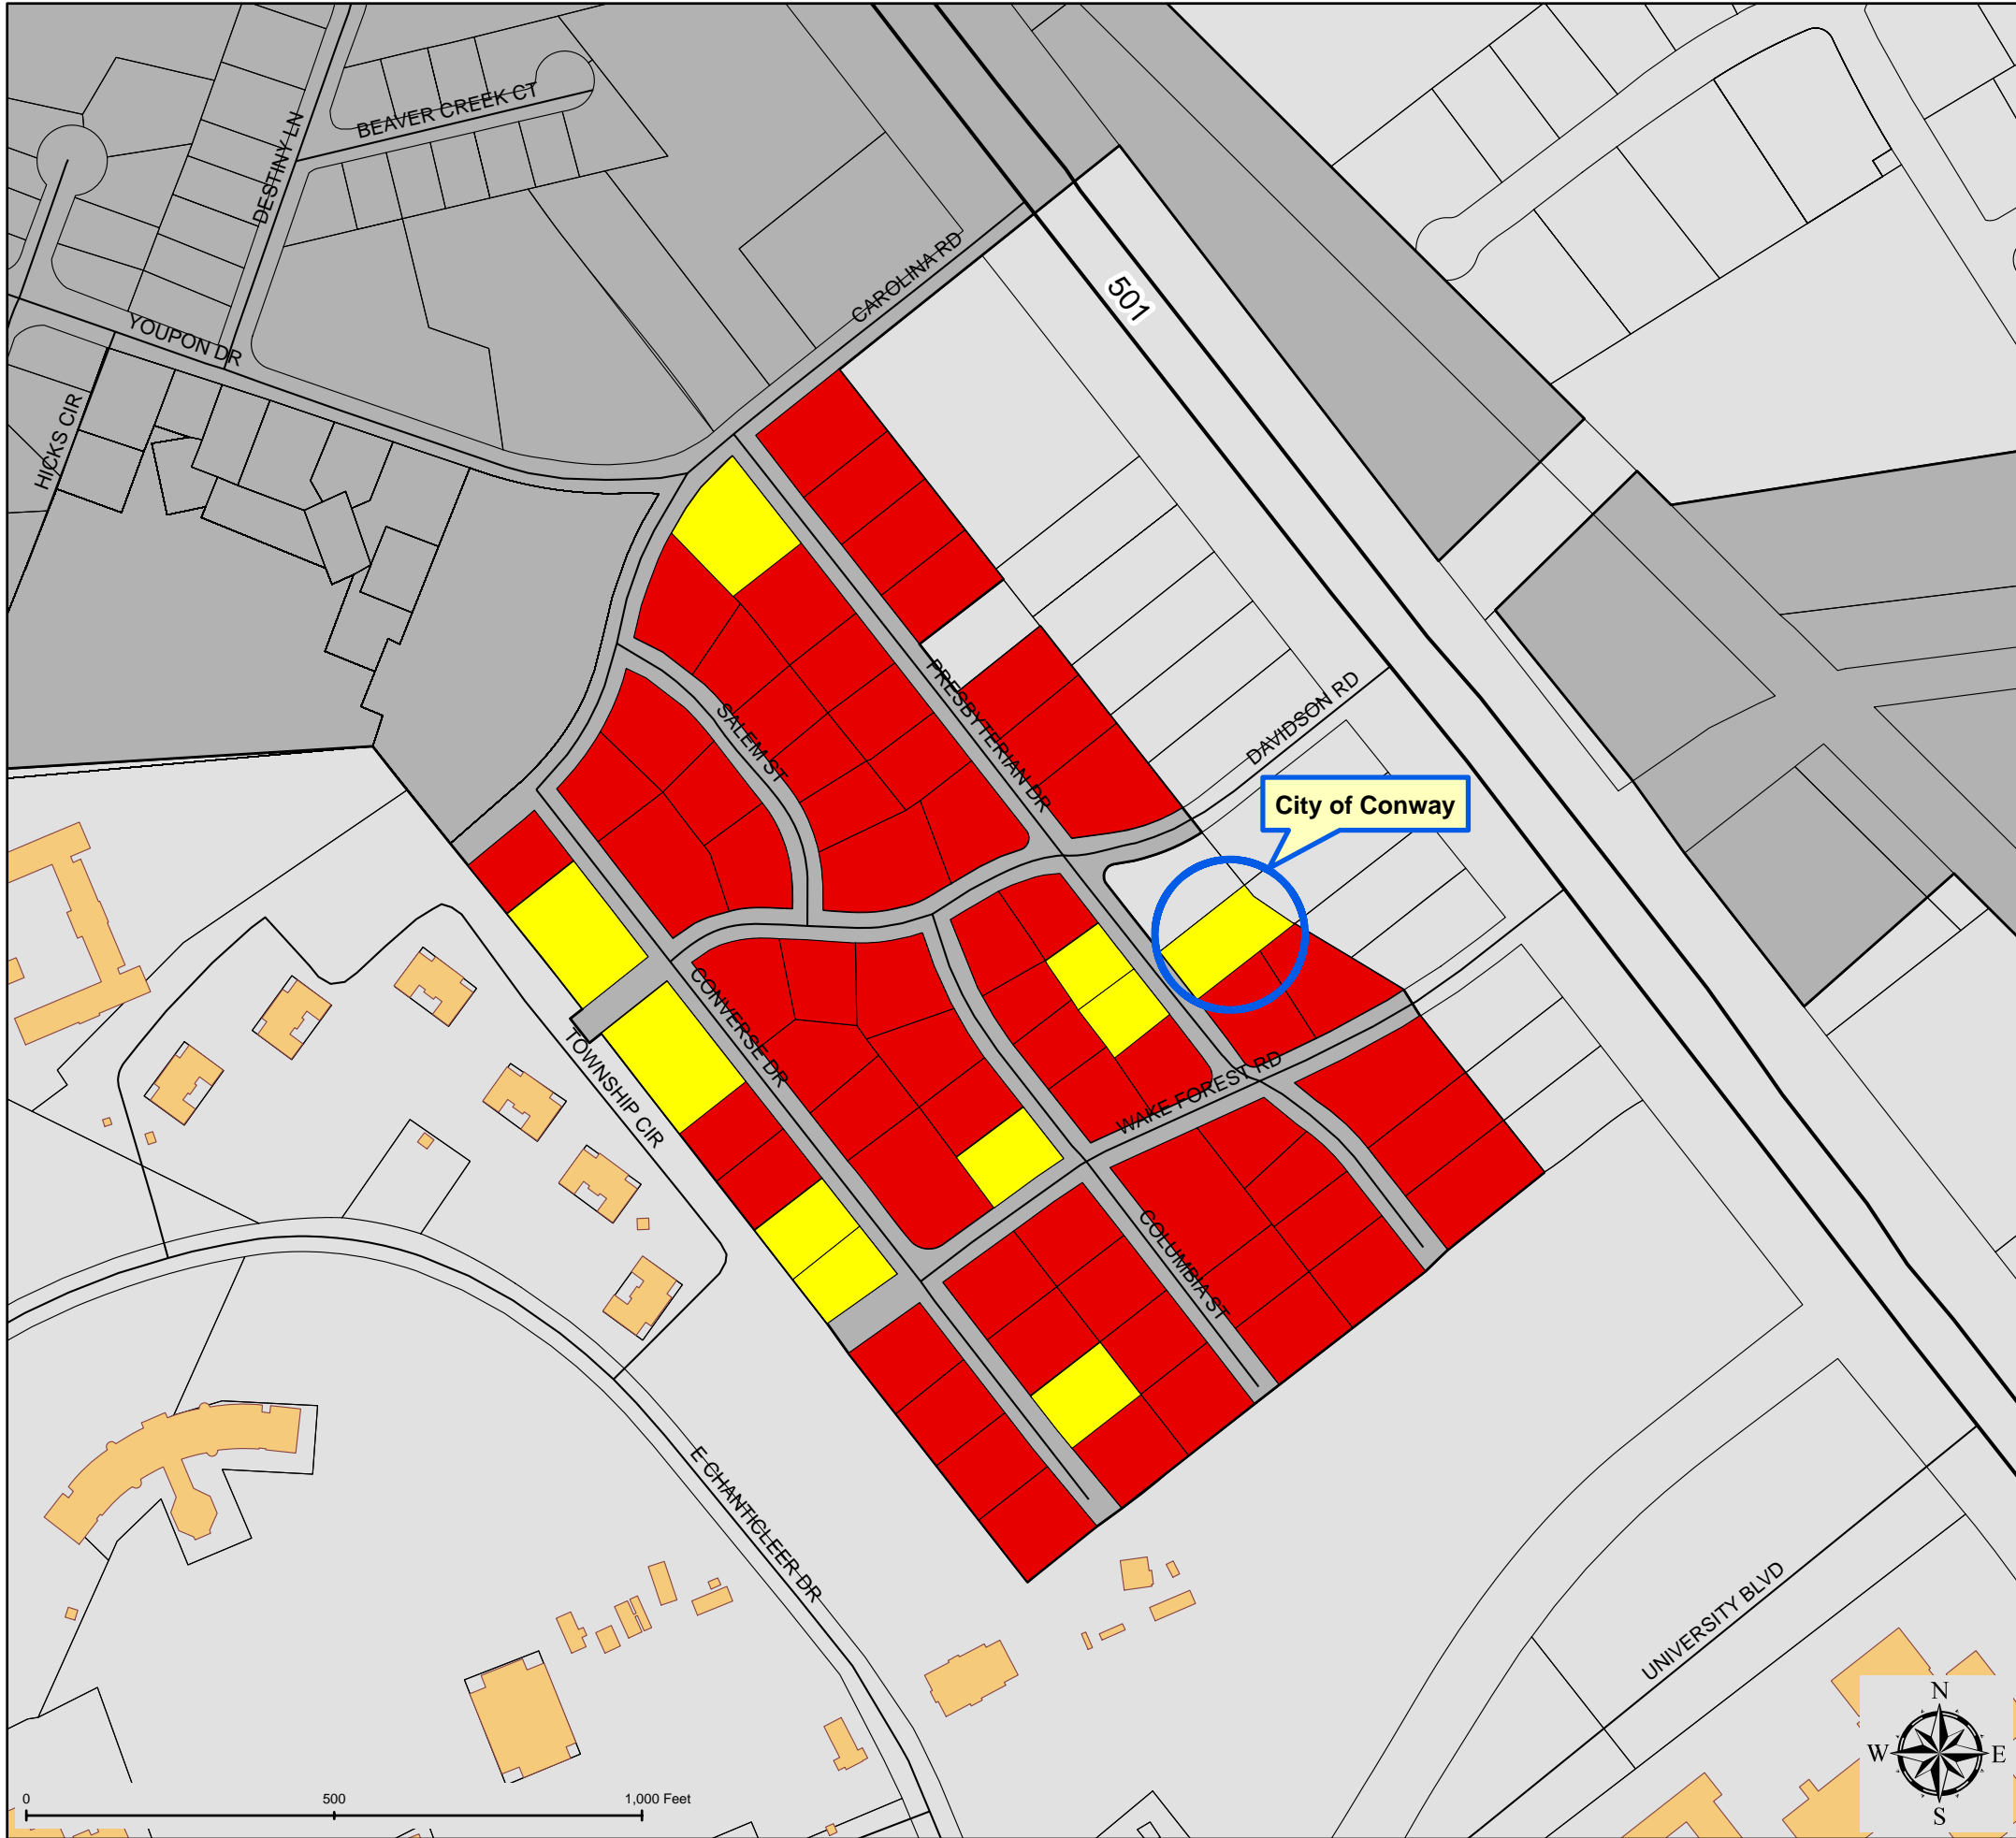 BEAVER CREEK CT
DESTINY LN
CAROLINA RD
501
YOUPON DR
HICKS CIR
PRESBYTERIAN DR
SALEM ST
DAVIDSON RD
City of Conway
CONVERSE DR
TOWNSHIP CIR
WAKE FOREST RD
COLUMBIA ST
E CHANTICLEER DR
UNIVERSITY BLVD
N
W E
S
0 500 1,000 Feet